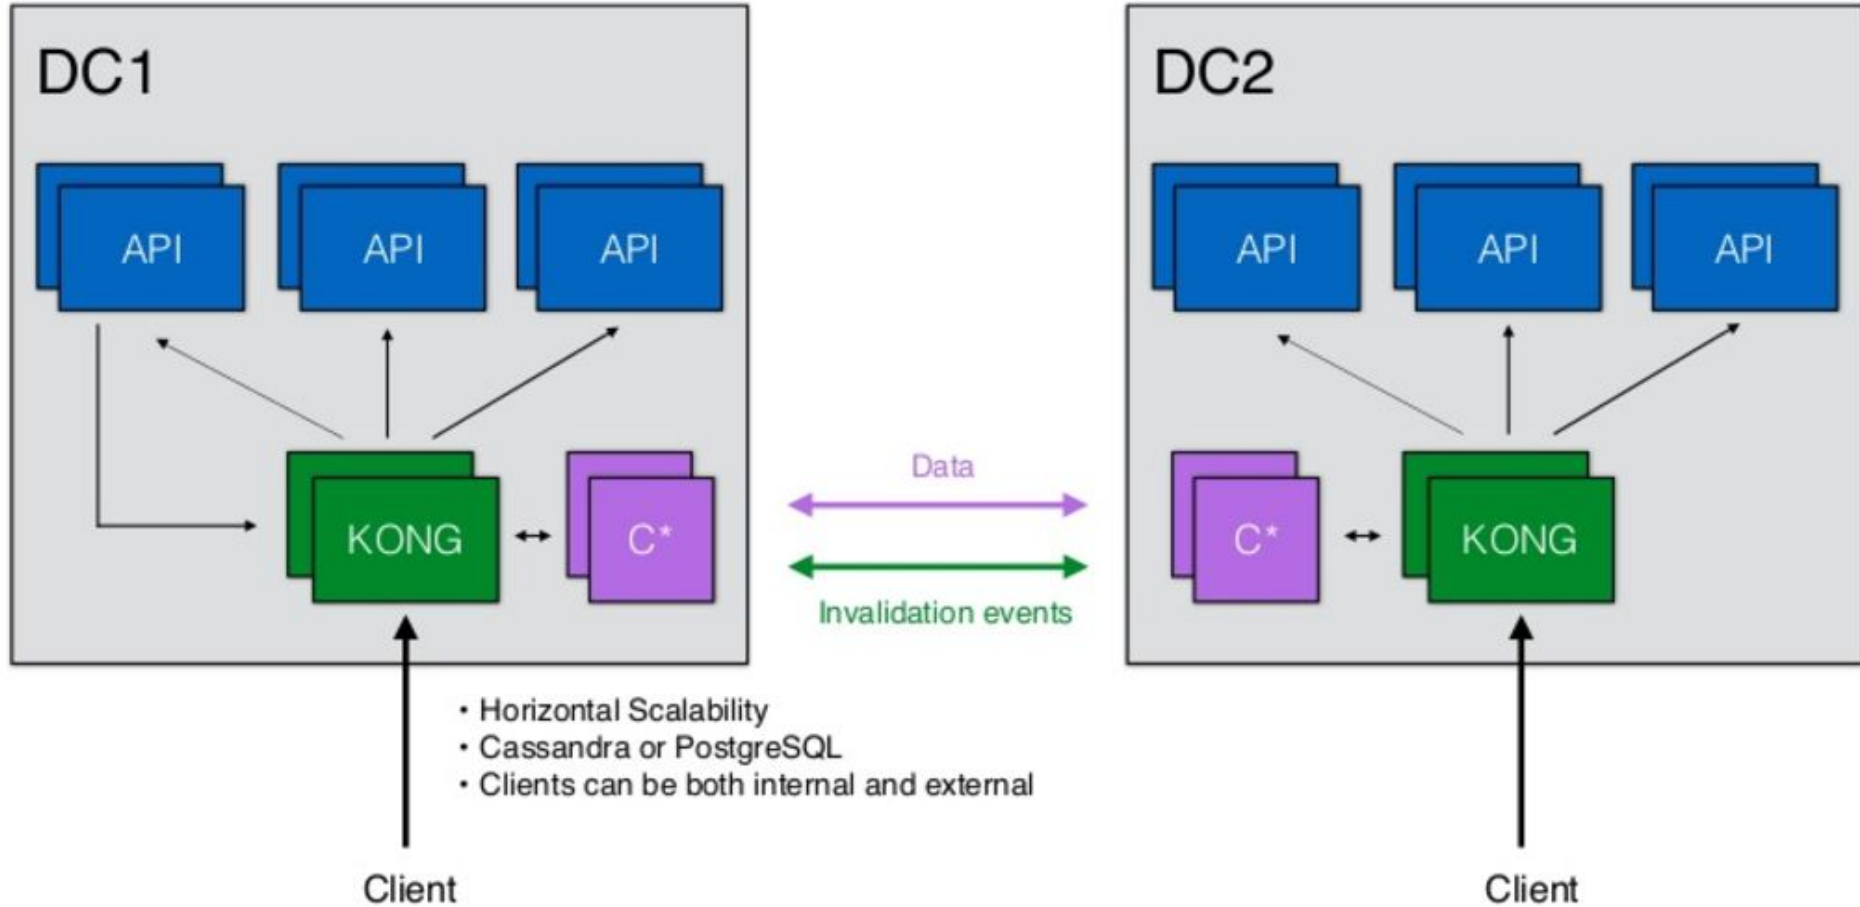 DC1
DC2
API
API
API
API
API
API
Data
KONG
C*
C*
KONG
Invalidation events
• Horizontal Scalability
• Cassandra or PostgreSQL
• Clients can be both internal and external
Client
Client